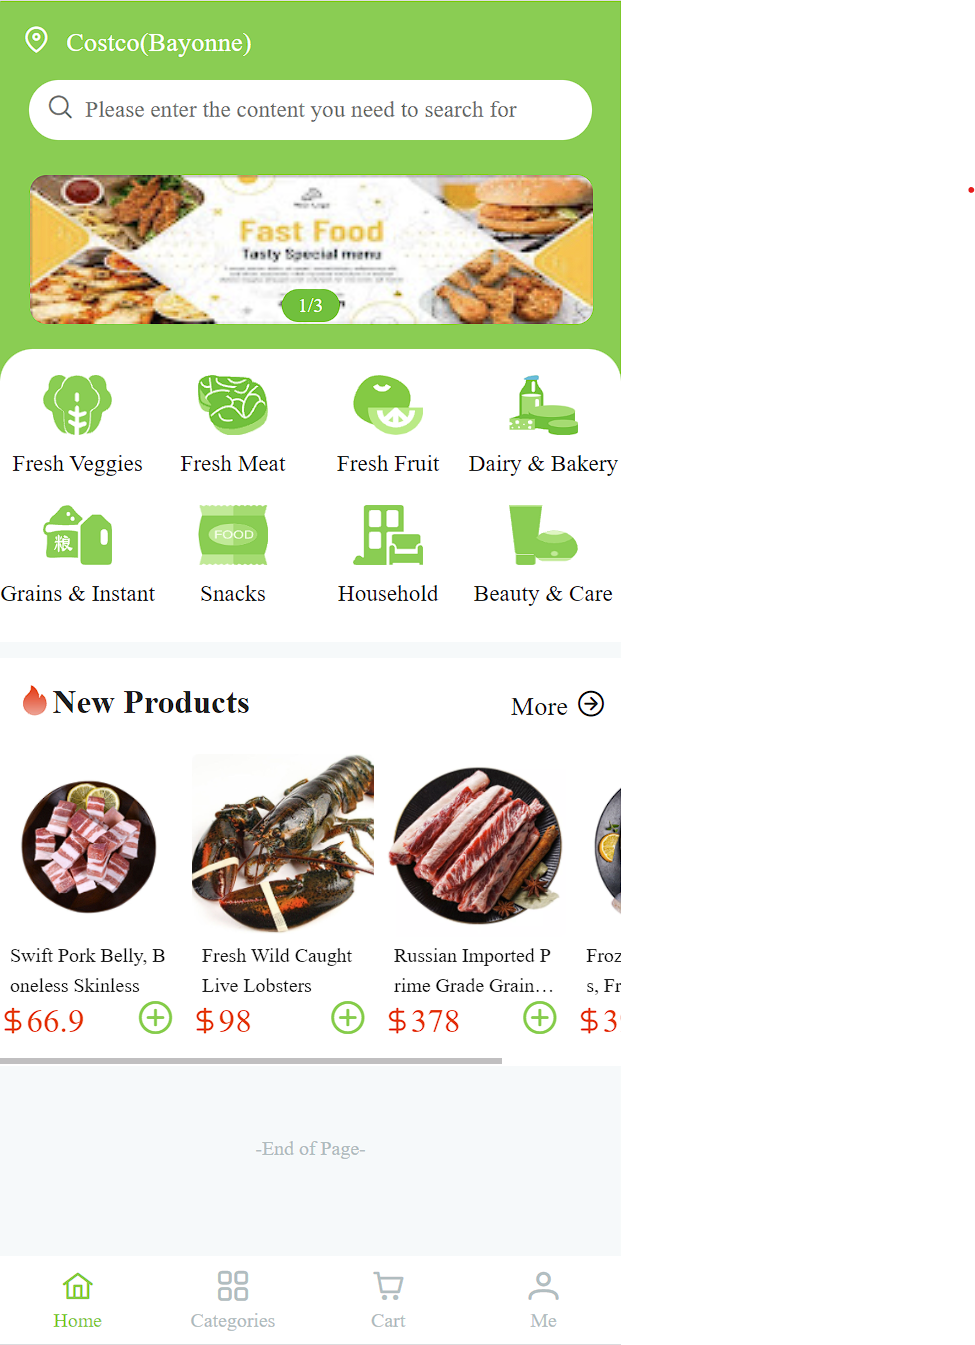 Costco(Bayonne)
Please enter the content you need to search for
Fast Food
Tasty Special menu
1/3
Fresh Veggies
Fresh Meat
Fresh Fruit
Dairy & Bakery
粮
FOOD
Grains & Instant
Snacks
Household
Beauty & Care
New Products
More
Swift Pork Belly, B
oneless Skinless
$66.9
Fresh Wild Caught
Live Lobsters
$98
Russian Imported P
rime Grade Grain…
$378
Froz
s, Fr
$3
-End of Page-
Home
Categories
Cart
Me